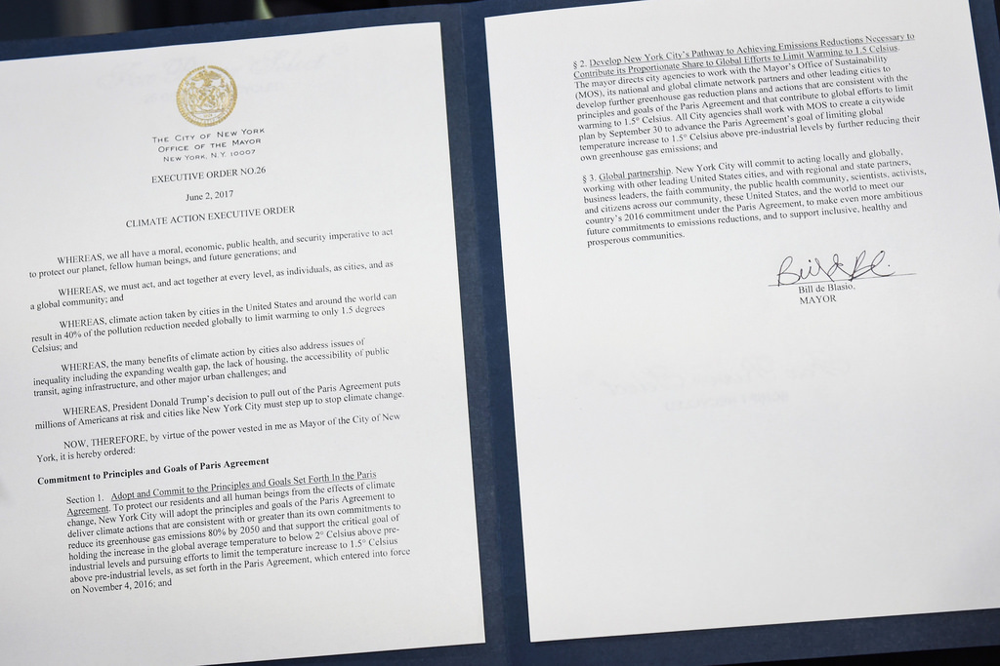 THE CITY OF NEW YORK
OFFICE OF THE MAYOR
NEW YORK, N.Y. 10007
EXECUTIVE ORDER NO.26
June 2, 2017
CLIMATE ACTION EXECUTIVE ORDER
WHEREAS, we all have a moral, economic, public health, and security imperative to act
to protect our planet, fellow human beings, and future generations; and
WHEREAS, we must act, and act together at every level, as individuals, as cities, and as
a global community; and
WHEREAS, climate action taken by cities in the United States and around the world can
result in 40% of the pollution reduction needed globally to limit warming to only 1.5 degrees
Celsius; and
WHEREAS, the many benefits of climate action by cities also address issues of
inequality including the expanding wealth gap, the lack of housing, the accessibility of public
transit, aging infrastructure, and other major urban challenges; and
WHEREAS, President Donald Trump's decision to pull out of the Paris Agreement puts
millions of Americans at risk and cities like New York City must step up to stop climate change.
NOW, THEREFORE, by virtue of the power vested in me as Mayor of the City of New
York, it is hereby ordered:
Commitment to Principles and Goals of Paris Agreement
Section 1. Adopt and Commit to the Principles and Goals Set Forth In the Paris
Agreement. To protect our residents and all human beings from the effects of climate
change, New York City will adopt the principles and goals of the Paris Agreement to
deliver climate actions that are consistent with or greater than its own commitments to
reduce its greenhouse gas emissions 80% by 2050 and that support the critical goal of
holding the increase in the global average temperature to below 2° Celsius above pre-
industrial levels and pursuing efforts to limit the temperature increase to 1.5° Celsius
above pre-industrial levels, as set forth in the Paris Agreement, which entered into force
on November 4, 2016; and
§ 2. Develop New York City's Pathway to Achieving Emissions Reductions Necessary to
Contribute its Proportionate Share to Global Efforts to Limit Warming to 1.5 Celsius.
The mayor directs city agencies to work with the Mayor's Office of Sustainability
(MOS), its national and global climate network partners and other leading cities to
develop further greenhouse gas reduction plans and actions that are consistent with the
principles and goals of the Paris Agreement and that contribute to global efforts to limit
warming to 1.5° Celsius. All City agencies shall work with MOS to create a citywide
plan by September 30 to advance the Paris Agreement's goal of limiting global
temperature increase to 1.5° Celsius above pre-industrial levels by further reducing their
own greenhouse gas emissions; and
§ 3. Global partnership. New York City will commit to acting locally and globally,
working with other leading United States cities, and with regional and state partners,
business leaders, the faith community, the public health community, scientists, activists,
and citizens across our community, these United States, and the world to meet our
country's 2016 commitment under the Paris Agreement, to make even more ambitious
future commitments to emissions reductions, and to support inclusive, healthy and
prosperous communities.
Bill de Blasio.
MAYOR